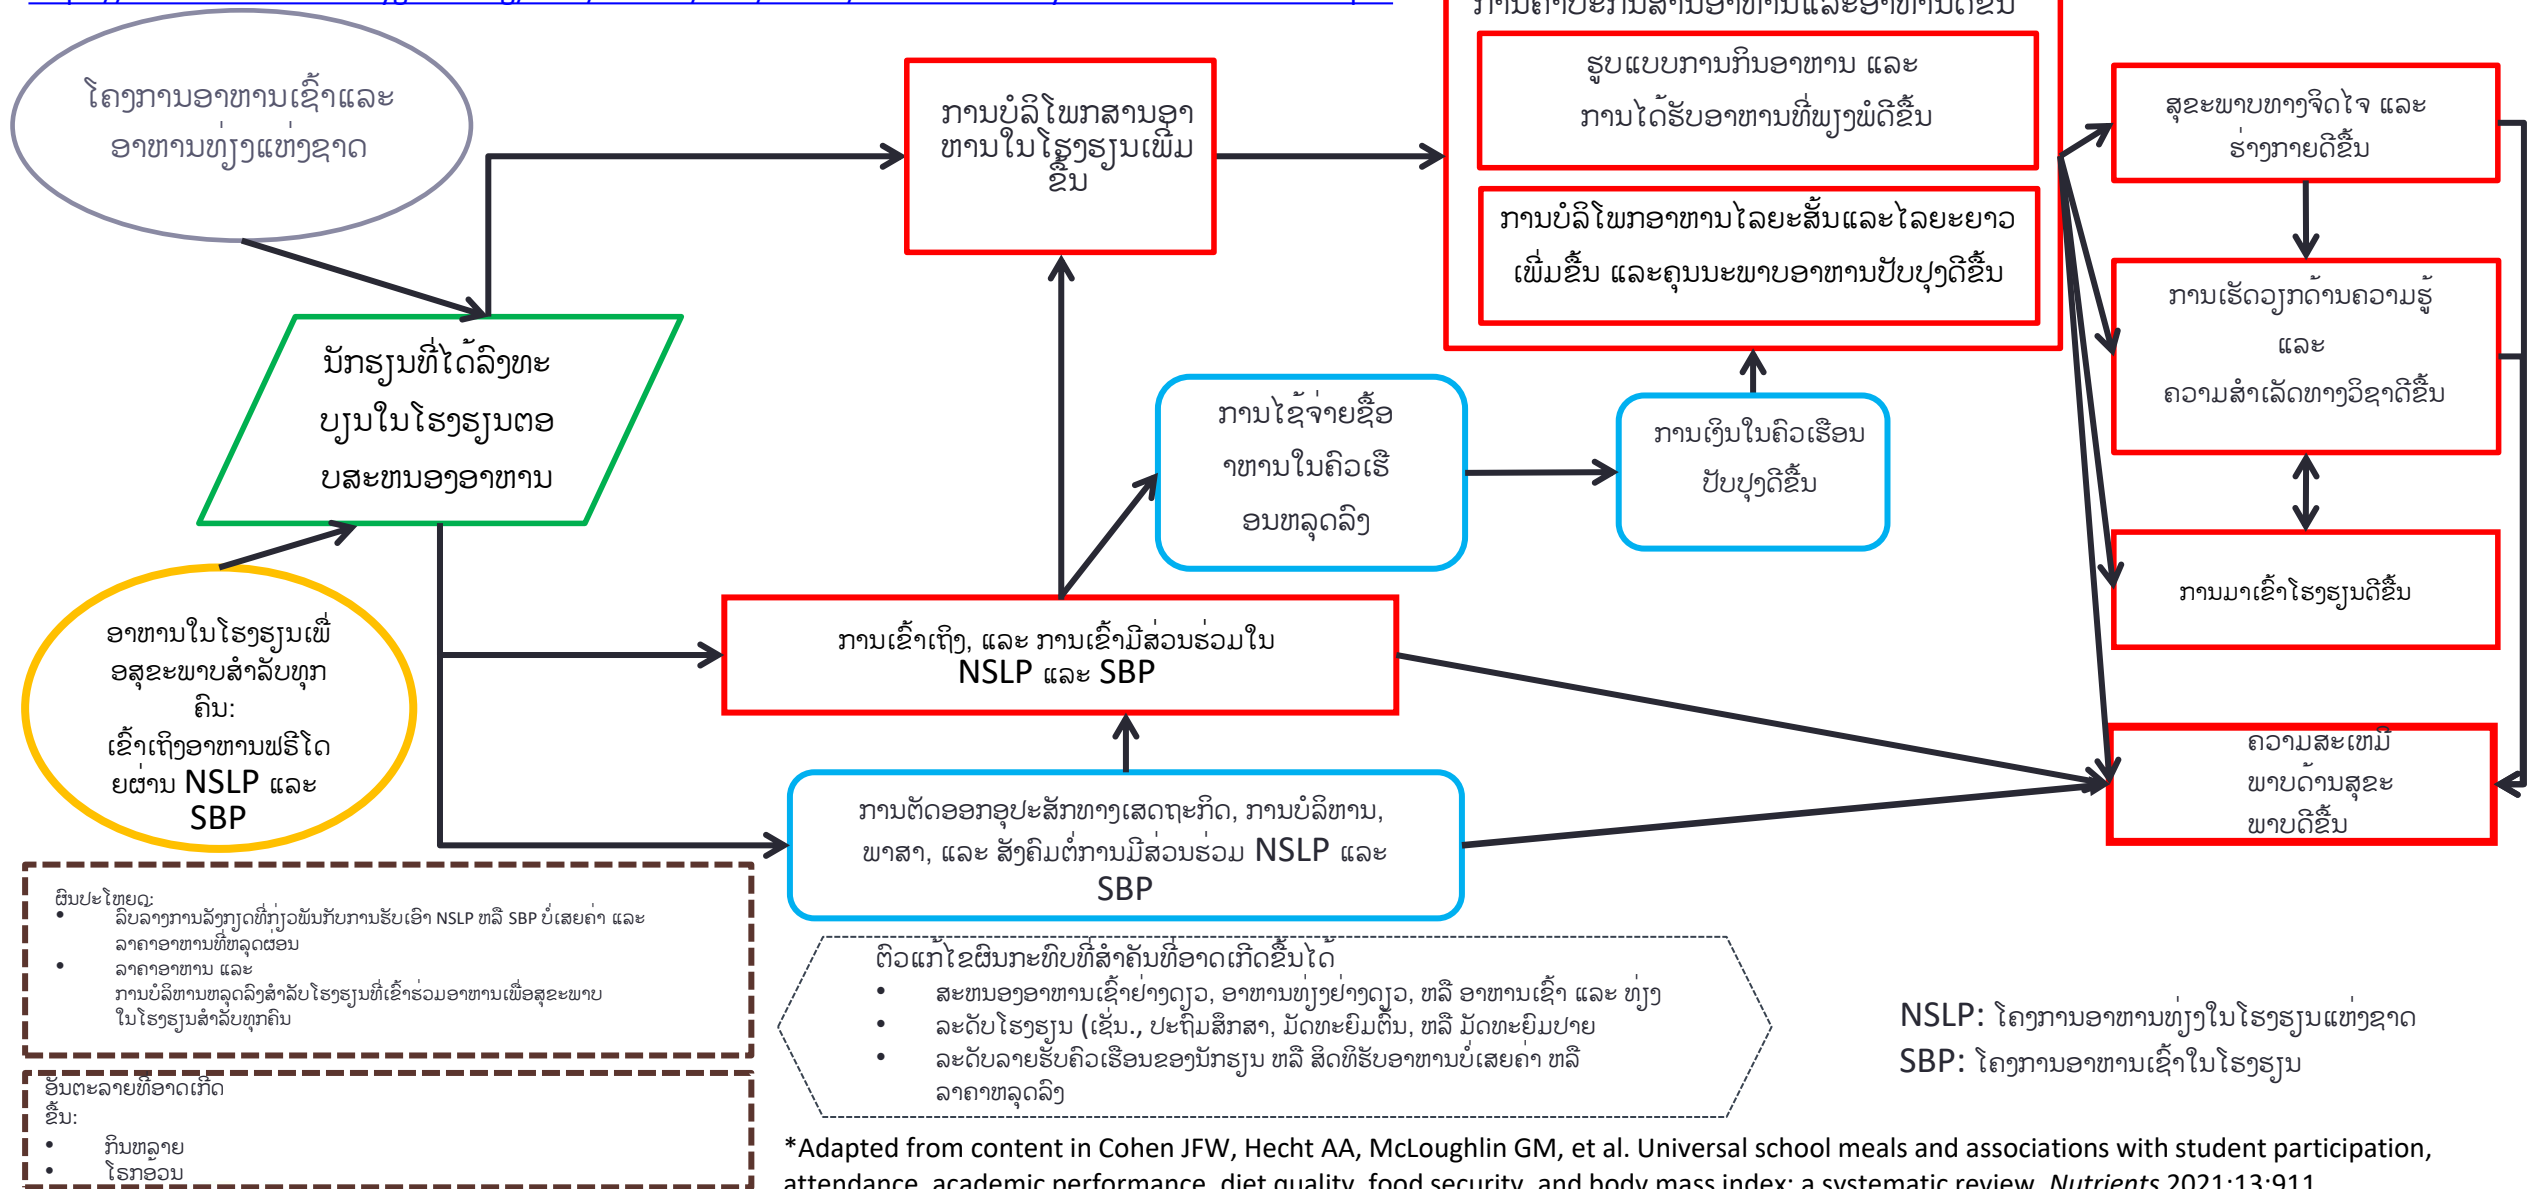 ການຄ້ຳປະກັນສານອາຫານແລະອາຫານດີຂຶ້ນ
ໂຄງການອາຫານເຊົ້າແລະ
ອາຫານທ່ຽງແຫ່ງຊາດ
ການບໍລິໂພກສານອາ
ຫານໃນໂຮງຮຽນເພີ່ມ
ຂຶ້ນ
ຮູບແບບການກິນອາຫານ ແລະ
ການໄດ້ຮັບອາຫານທີ່ພຽງພໍດີຂຶ້ນ
ການບໍລິໂພກອາຫານໄລຍະສັ້ນແລະໄລຍະຍາວ
ເພີ່ມຂຶ້ນ ແລະຄຸນນະພາບອາຫານປັບປຸງດີຂຶ້ນ
ສຸຂະພາບທາງຈິດໃຈ ແລະ
ຮ່າງກາຍດີຂຶ້ນ
ການເຮັດວຽກດ້ານຄວາມຮູ້
ແລະ
ຄວາມສຳເລັດທາງວິຊາດີຂຶ້ນ
ນັກຮຽນທີ່ໄດ້ລົງທະ
ບຽນໃນໂຮງຮຽນຕອ
ບສະຫນອງອາຫານ
ການໄຊ້ຈ່າຍຊື້ອ
າຫານໃນຄົວເຮື
ອນຫລຸດລົງ
ການເງິນໃນຄົວເຮືອນ
ປັບປຸງດີຂຶ້ນ
ການມາເຂົ້າໂຮງຮຽນດີຂຶ້ນ
ອາຫານໃນໂຮງຮຽນເພື່
ອສຸຂະພາບສຳລັບທຸກ
ຄົນ:
ເຂົ້າເຖິງອາຫານຟຣີໂດ
ຍຜ່ານ NSLP ແລະ
SBP
ການເຂົ້າເຖິງ, ແລະ ການເຂົ້າມີສ່ວນຮ່ວມໃນ
NSLP ແລະ SBP
ຄວາມສະເຫມີ
ພາບດ້ານສຸຂະ
ພາບດີຂຶ້ນ
ການຕັດອອກອຸປະສັກທາງເສດຖະກິດ, ການບໍລິຫານ,
ພາສາ, ແລະ ສັງຄົມຕໍ່ການມີສ່ວນຮ່ວມ NSLP ແລະ
SBP
ຜົນປະໂຫຍດ:
• ລົບລ້າງການລັງກຽດທີ່ກ່ຽວພັນກັບການຮັບເອົາ NSLP ຫລື SBP ບໍ່ເສຍຄ່າ ແລະ
ລາຄາອາຫານທີ່ຫລຸດຜ່ອນ
• ລາຄາອາຫານ ແລະ
ການບໍລິຫານຫລຸດລົງສຳລັບໂຮງຮຽນທີ່ເຂົ້າຮ່ວມອາຫານເພື່ອສຸຂະພາບ
ໃນໂຮງຮຽນສຳລັບທຸກຄົນ
ອັນຕະລາຍທີ່ອາດເກີດ
ຂຶ້ນ:
• ກິນຫລາຍ
• ໂຣກອ້ວນ
ຕົວແກ້ໄຂຜົນກະທົບທີ່ສຳຄັນທີ່ອາດເກີດຂຶ້ນໄດ້
• ສະຫນອງອາຫານເຊົ້າຢ່າງດຽວ, ອາຫານທ່ຽງຢ່າງດຽວ, ຫລື ອາຫານເຊົ້າ ແລະ ທ່ຽງ
• ລະດັບໂຮງຮຽນ (ເຊັ່ນ., ປະຖົມສຶກສາ, ມັດທະຍົມຕົ້ນ, ຫລື ມັດທະຍົມປາຍ
• ລະດັບລາຍຮັບຄົວເຮືອນຂອງນັກຮຽນ ຫລື ສິດທິຮັບອາຫານບໍ່ເສຍຄ່າ ຫລື
ລາຄາຫລຸດລົງ
NSLP: ໂຄງການອາຫານທ່ຽງໃນໂຮງຮຽນແຫ່ງຊາດ
SBP: ໂຄງການອາຫານເຊົ້າໃນໂຮງຮຽນ
*Adapted from content in Cohen JFW, Hecht AA, McLoughlin GM, et al. Universal school meals and associations with student participation,
attendance, academic performance, diet quality, food security, and body mass index: a systematic review. Nutrients 2021;13:911